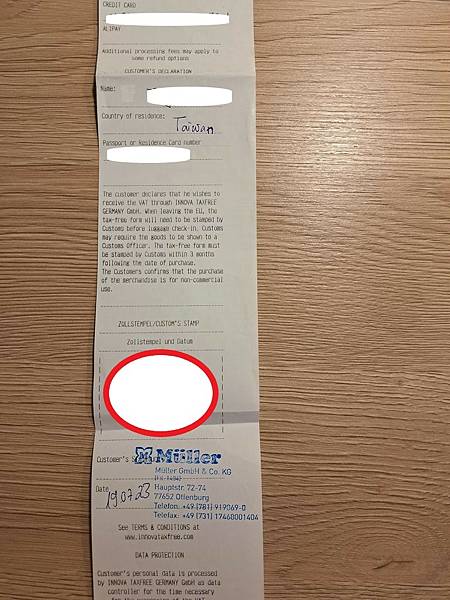 CREDIT CARD
ALIPAY
Additional processing fees may apply to
some refund options
CUSTOMER'S DECLARATION
Name:
Country of residence:
Taiwan
Passport or Residence Card number
The customer declares that he wishes to
receive the VAT through INNOVA TAXFREE
GERMANY GmbH. When leaving the EU, the
tax-free form will need to be stamped by
Customs before luggage check-in. Customs
may require the goods to be shown to a
Customs Officer. The tax-free form must
be stamped by Customs within 3 months
following the date of purchase.
The Customers confirms that the purchase
of the merchandise is for non-commercial
use.
ZOLLSTEMPEL/CUSTOM'S STAMP
Zollstempel und Datum
Customer's
Müller
Müller GmbH & Co. KG
Date
19.07.23
Hauptstr. 72-74
77652 Offenburg
Telefon: +49 (781) 919069-0
Telefax: +49 (731) 17460001404
See TERMS & CONDITIONS at
www.innovataxfree.com
DATA PROTECTION
Customer's personal data is processed
by INNOVA TAXFREE GERMANY GmbH as data
controller for the time necessary